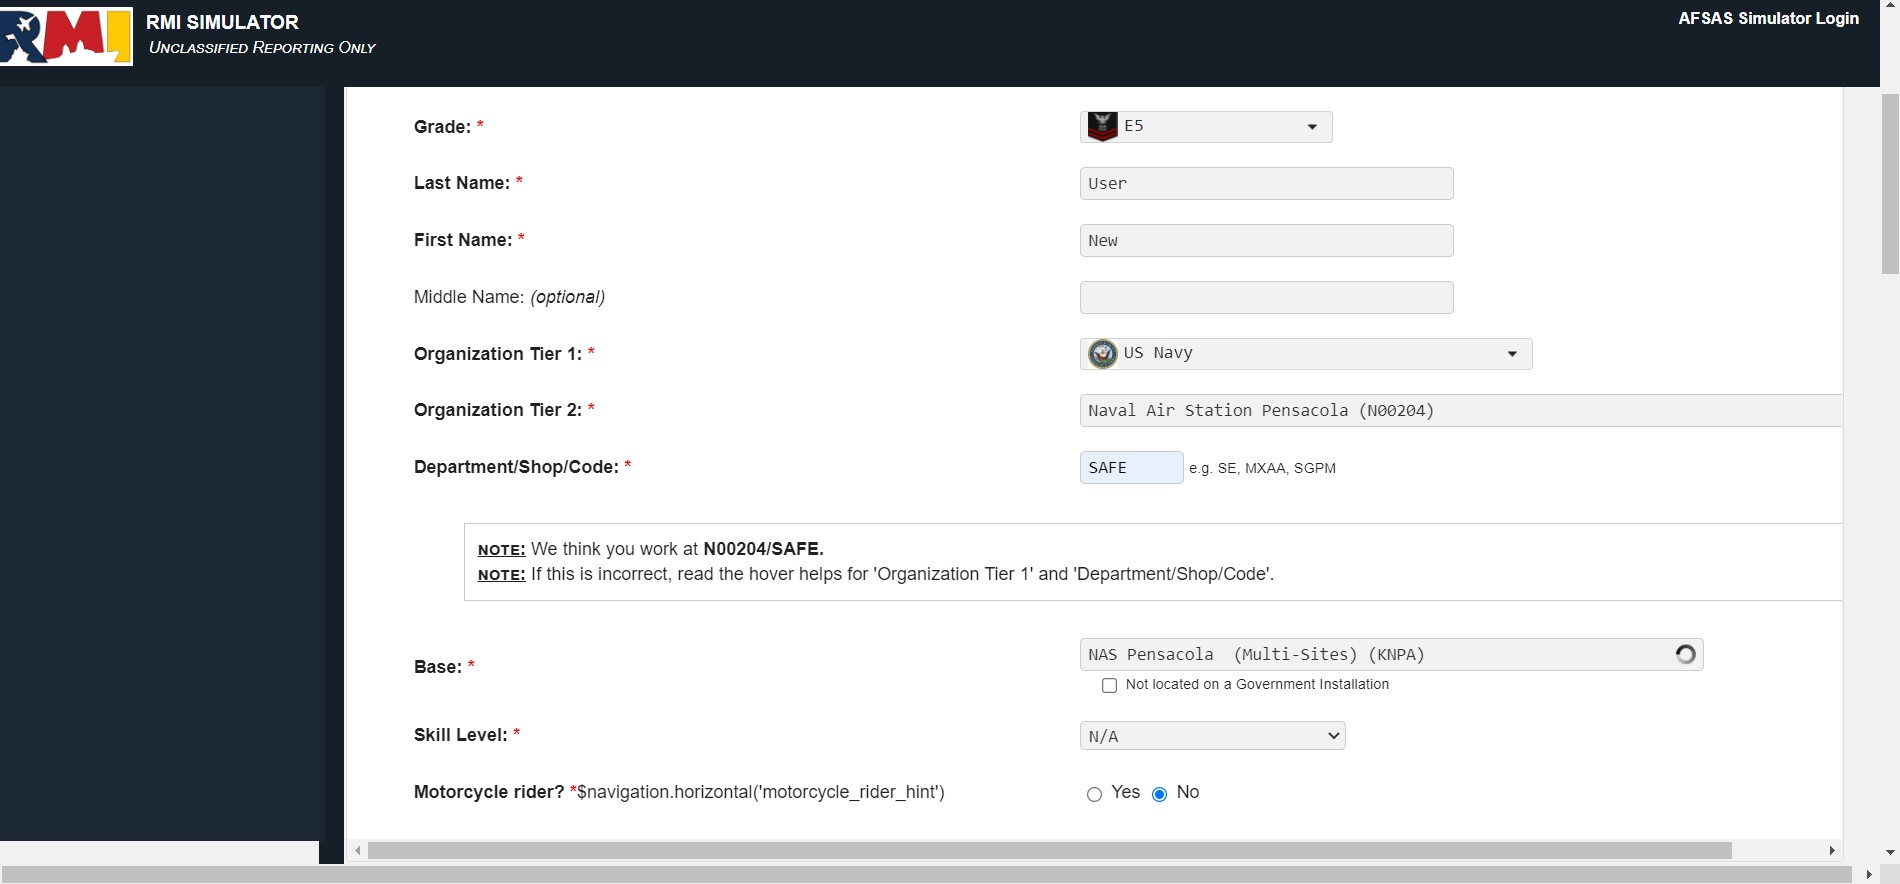 RMI
RMI SIMULATOR
AFSAS Simulator Login
UNCLASSIFIED REPORTING ONLY
Grade: * E5
Last Name: * User
First Name: * New
Middle Name: (optional)
Organization Tier 1: * US Navy
Organization Tier 2: * Naval Air Station Pensacola (N00204)
Department/Shop/Code: * SAFE e.g. SE, MXAA, SGPM
NOTE: We think you work at N00204/SAFE.
NOTE: If this is incorrect, read the hover helps for 'Organization Tier 1' and 'Department/Shop/Code'.
Base: * NAS Pensacola (Multi-Sites) (KNPA)
Not located on a Government Installation
Skill Level: * N/A
Motorcycle rider? *$navigation.horizontal('motorcycle_rider_hint') Yes No